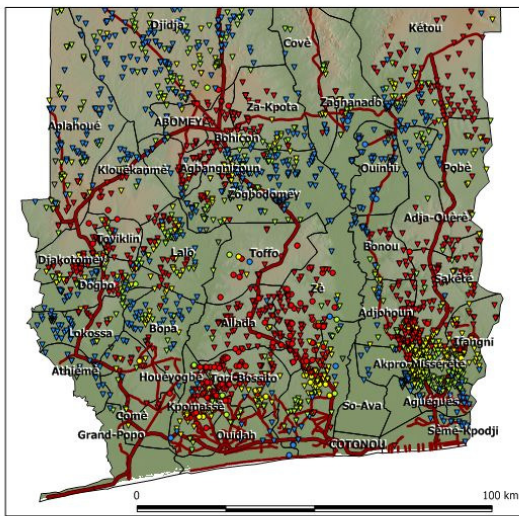 Djidja
Kétou
Covè
Za-Kpota
Zagnanado
Aplahoué
ABOMEY
Bohicon
Klouékanmè
Agbangnizoun
Ouinhi
Pobè
Zogbodomey
Adja-Ouèrè
Toviklin
Lalo
Toffo
Bonou
Djakotomey
Dogbo
Zè
Sakété
Allada
Adjohoun
Lokossa
Bopa
Ifangni
Athiémé
Akpro-Missérété
Houéyogbé
Tori-Bossito
Kpomassè
So-Ava
Aguégués
Comè
Grand-Popo
Ouidah
COTONOU
Sèmè-Kpodji
0
100 km